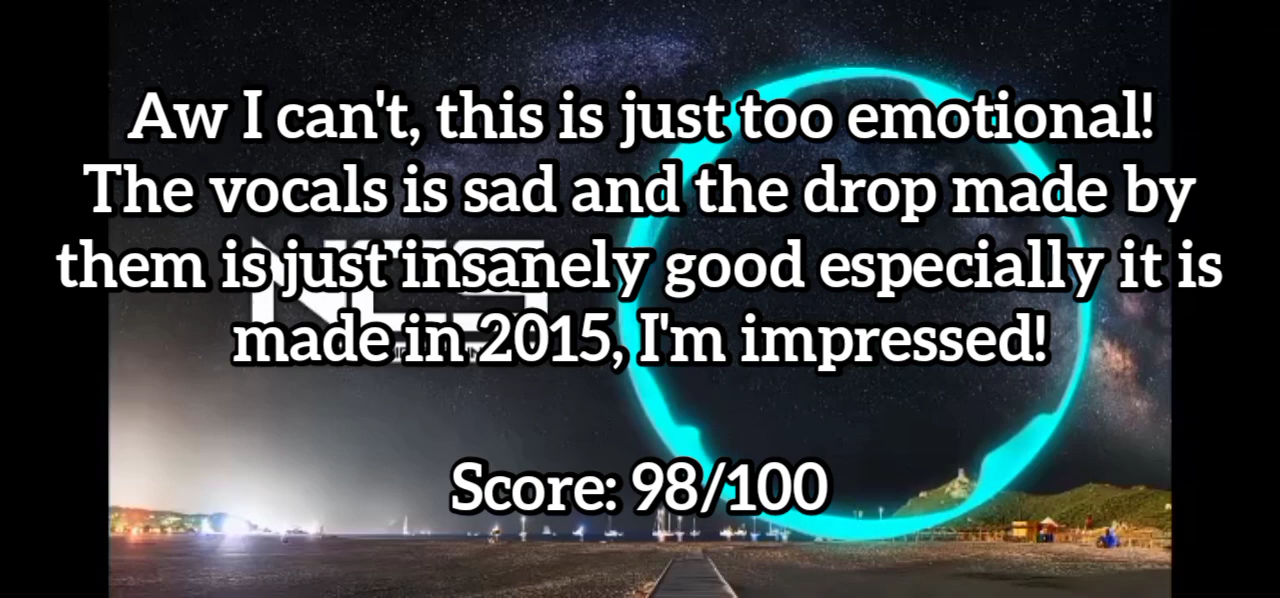 Aw I can't, this is just too emotional!
The vocals is sad and the drop made by
them is just insanely good especially it is
made in 2015, I'm impressed!
Score: 98/100
NCS